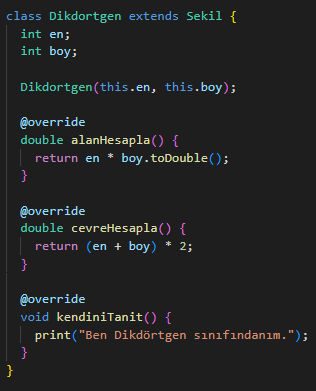 class Dikdortgen extends Sekil {
int en;
int boy;
Dikdortgen(this.en, this.boy);
@override
double alanHesapla() {
return en * boy.toDouble();
}
@override
double cevreHesapla() {
return (en + boy) * 2;
}
@override
void kendiniTanit() {
print("Ben Dikdörtgen sınıfındanım.");
}
}